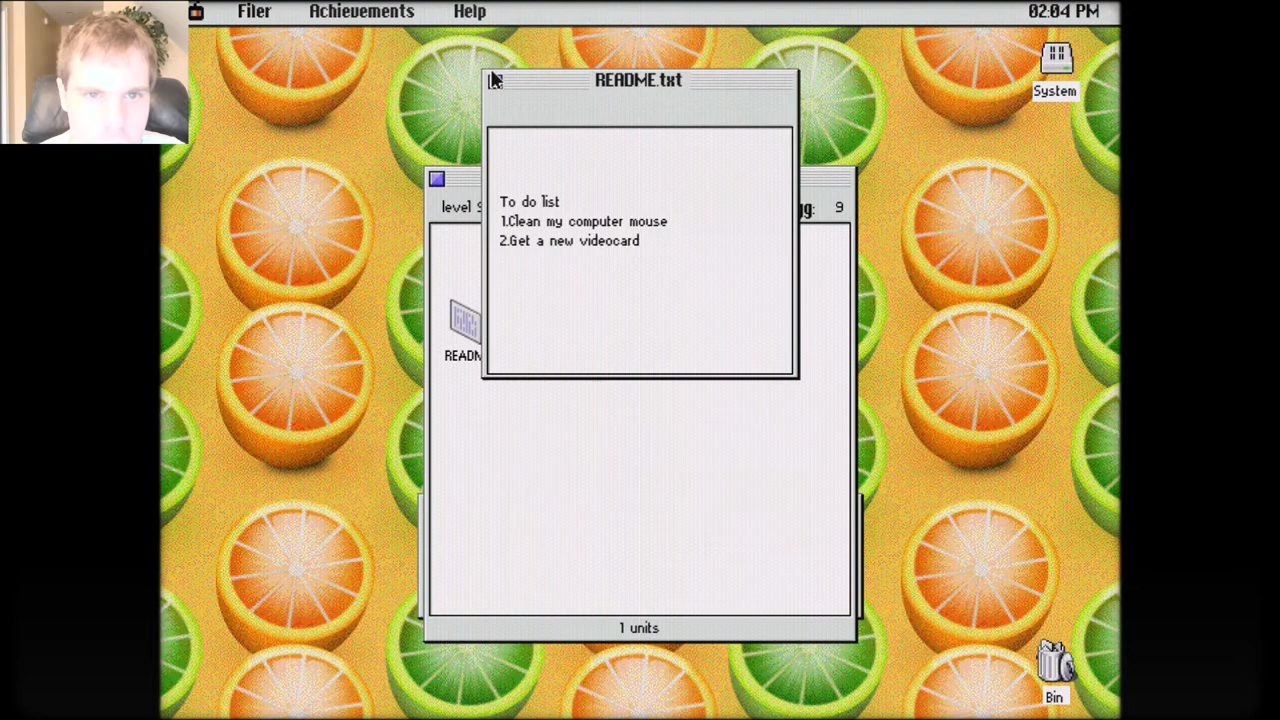 Filer Achievements Help 02:04 PM
System
README.txt
level
9
To do list
1.Clean my computer mouse
2.Get a new videocard
READM
1 units
Bin